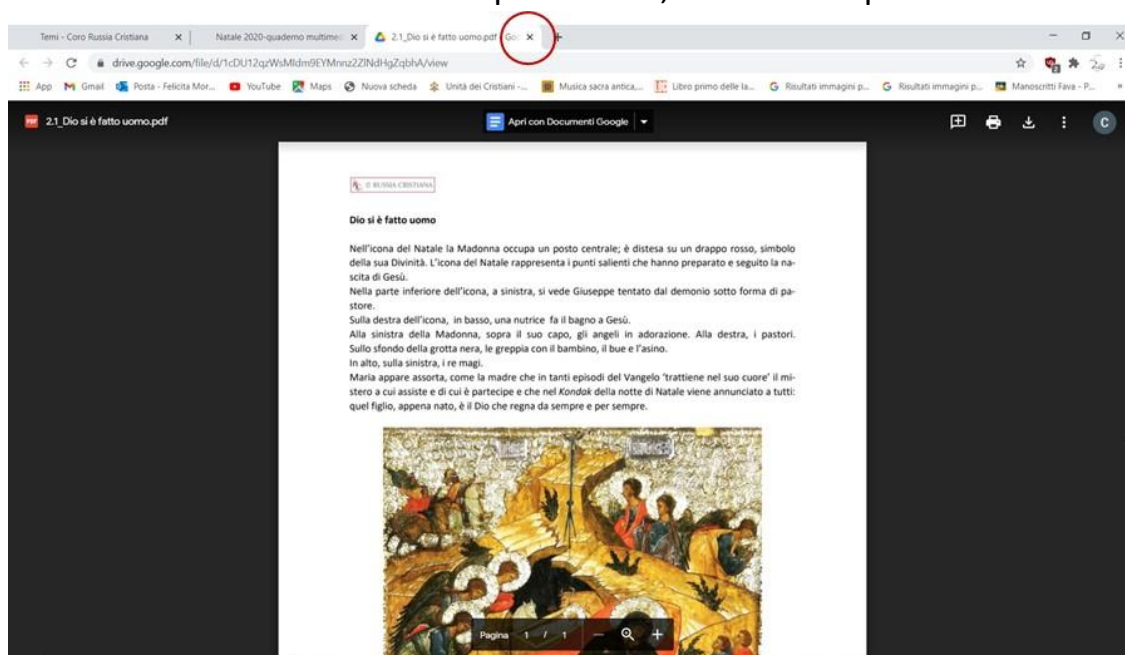 Temi - Coro Russia Cristiana
Natale 2020-quaderno multimed
2.1_Dio si è fatto uomo.pdf - Go
drive.google.com/file/d/1cDU12qzWsMIdm9EYMnnz2ZlNdHgZqbhA/view
App Gmail Posta - Felicita Mor... YouTube Maps Nuova scheda Unità dei Cristiani -... Musica sacra antica,... Libro primo delle la... Risultati immagini p... Risultati immagini p... Manoscritti Fava - P... »
2.1_Dio si è fatto uomo.pdf
Apri con Documenti Google
C
© RUSSIA CRISTIANA
Dio si è fatto uomo
Nell'icona del Natale la Madonna occupa un posto centrale; è distesa su un drappo rosso, simbolo
della sua Divinità. L'icona del Natale rappresenta i punti salienti che hanno preparato e seguito la na-
scita di Gesù.
Nella parte inferiore dell'icona, a sinistra, si vede Giuseppe tentato dal demonio sotto forma di pa-
store.
Sulla destra dell'icona, in basso, una nutrice fa il bagno a Gesù.
Alla sinistra della Madonna, sopra il suo capo, gli angeli in adorazione. Alla destra, i pastori.
Sullo sfondo della grotta nera, le greppia con il bambino, il bue e l'asino.
In alto, sulla sinistra, i re magi.
Maria appare assorta, come la madre che in tanti episodi del Vangelo 'trattiene nel suo cuore' il mi-
stero a cui assiste e di cui è partecipe e che nel Kondak della notte di Natale viene annunciato a tutti:
quel figlio, appena nato, è il Dio che regna da sempre e per sempre.
Pagina 1 / 1